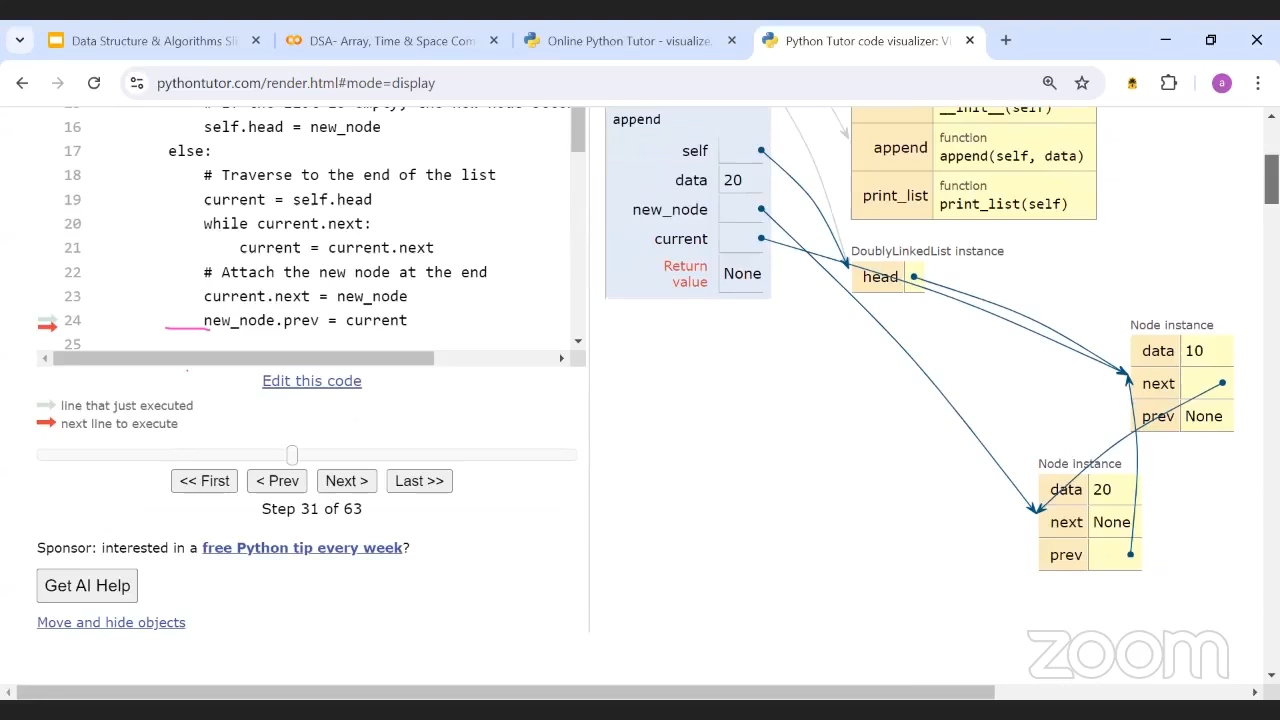 Data Structure & Algorithms Sli
DSA- Array, Time & Space Com
Online Python Tutor - visualize
Python Tutor code visualizer: Vi
pythontutor.com/render.html#mode=display
a
16 self.head = new_node
17 else:
18 # Traverse to the end of the list
19 current = self.head
20 while current.next:
21 current = current.next
22 # Attach the new node at the end
23 current.next = new_node
24 new_node.prev = current
25
Edit this code
line that just executed
next line to execute
<< First
< Prev
Next >
Last >>
Step 31 of 63
Sponsor: interested in a free Python tip every week?
Get AI Help
Move and hide objects
append
self
data 20
new_node
current
Return
value
None
__init__(self)
append
function
append(self, data)
print_list
function
print_list(self)
DoublyLinkedList instance
head
Node instance
data 10
next
prev None
Node instance
data 20
next None
prev
zoom